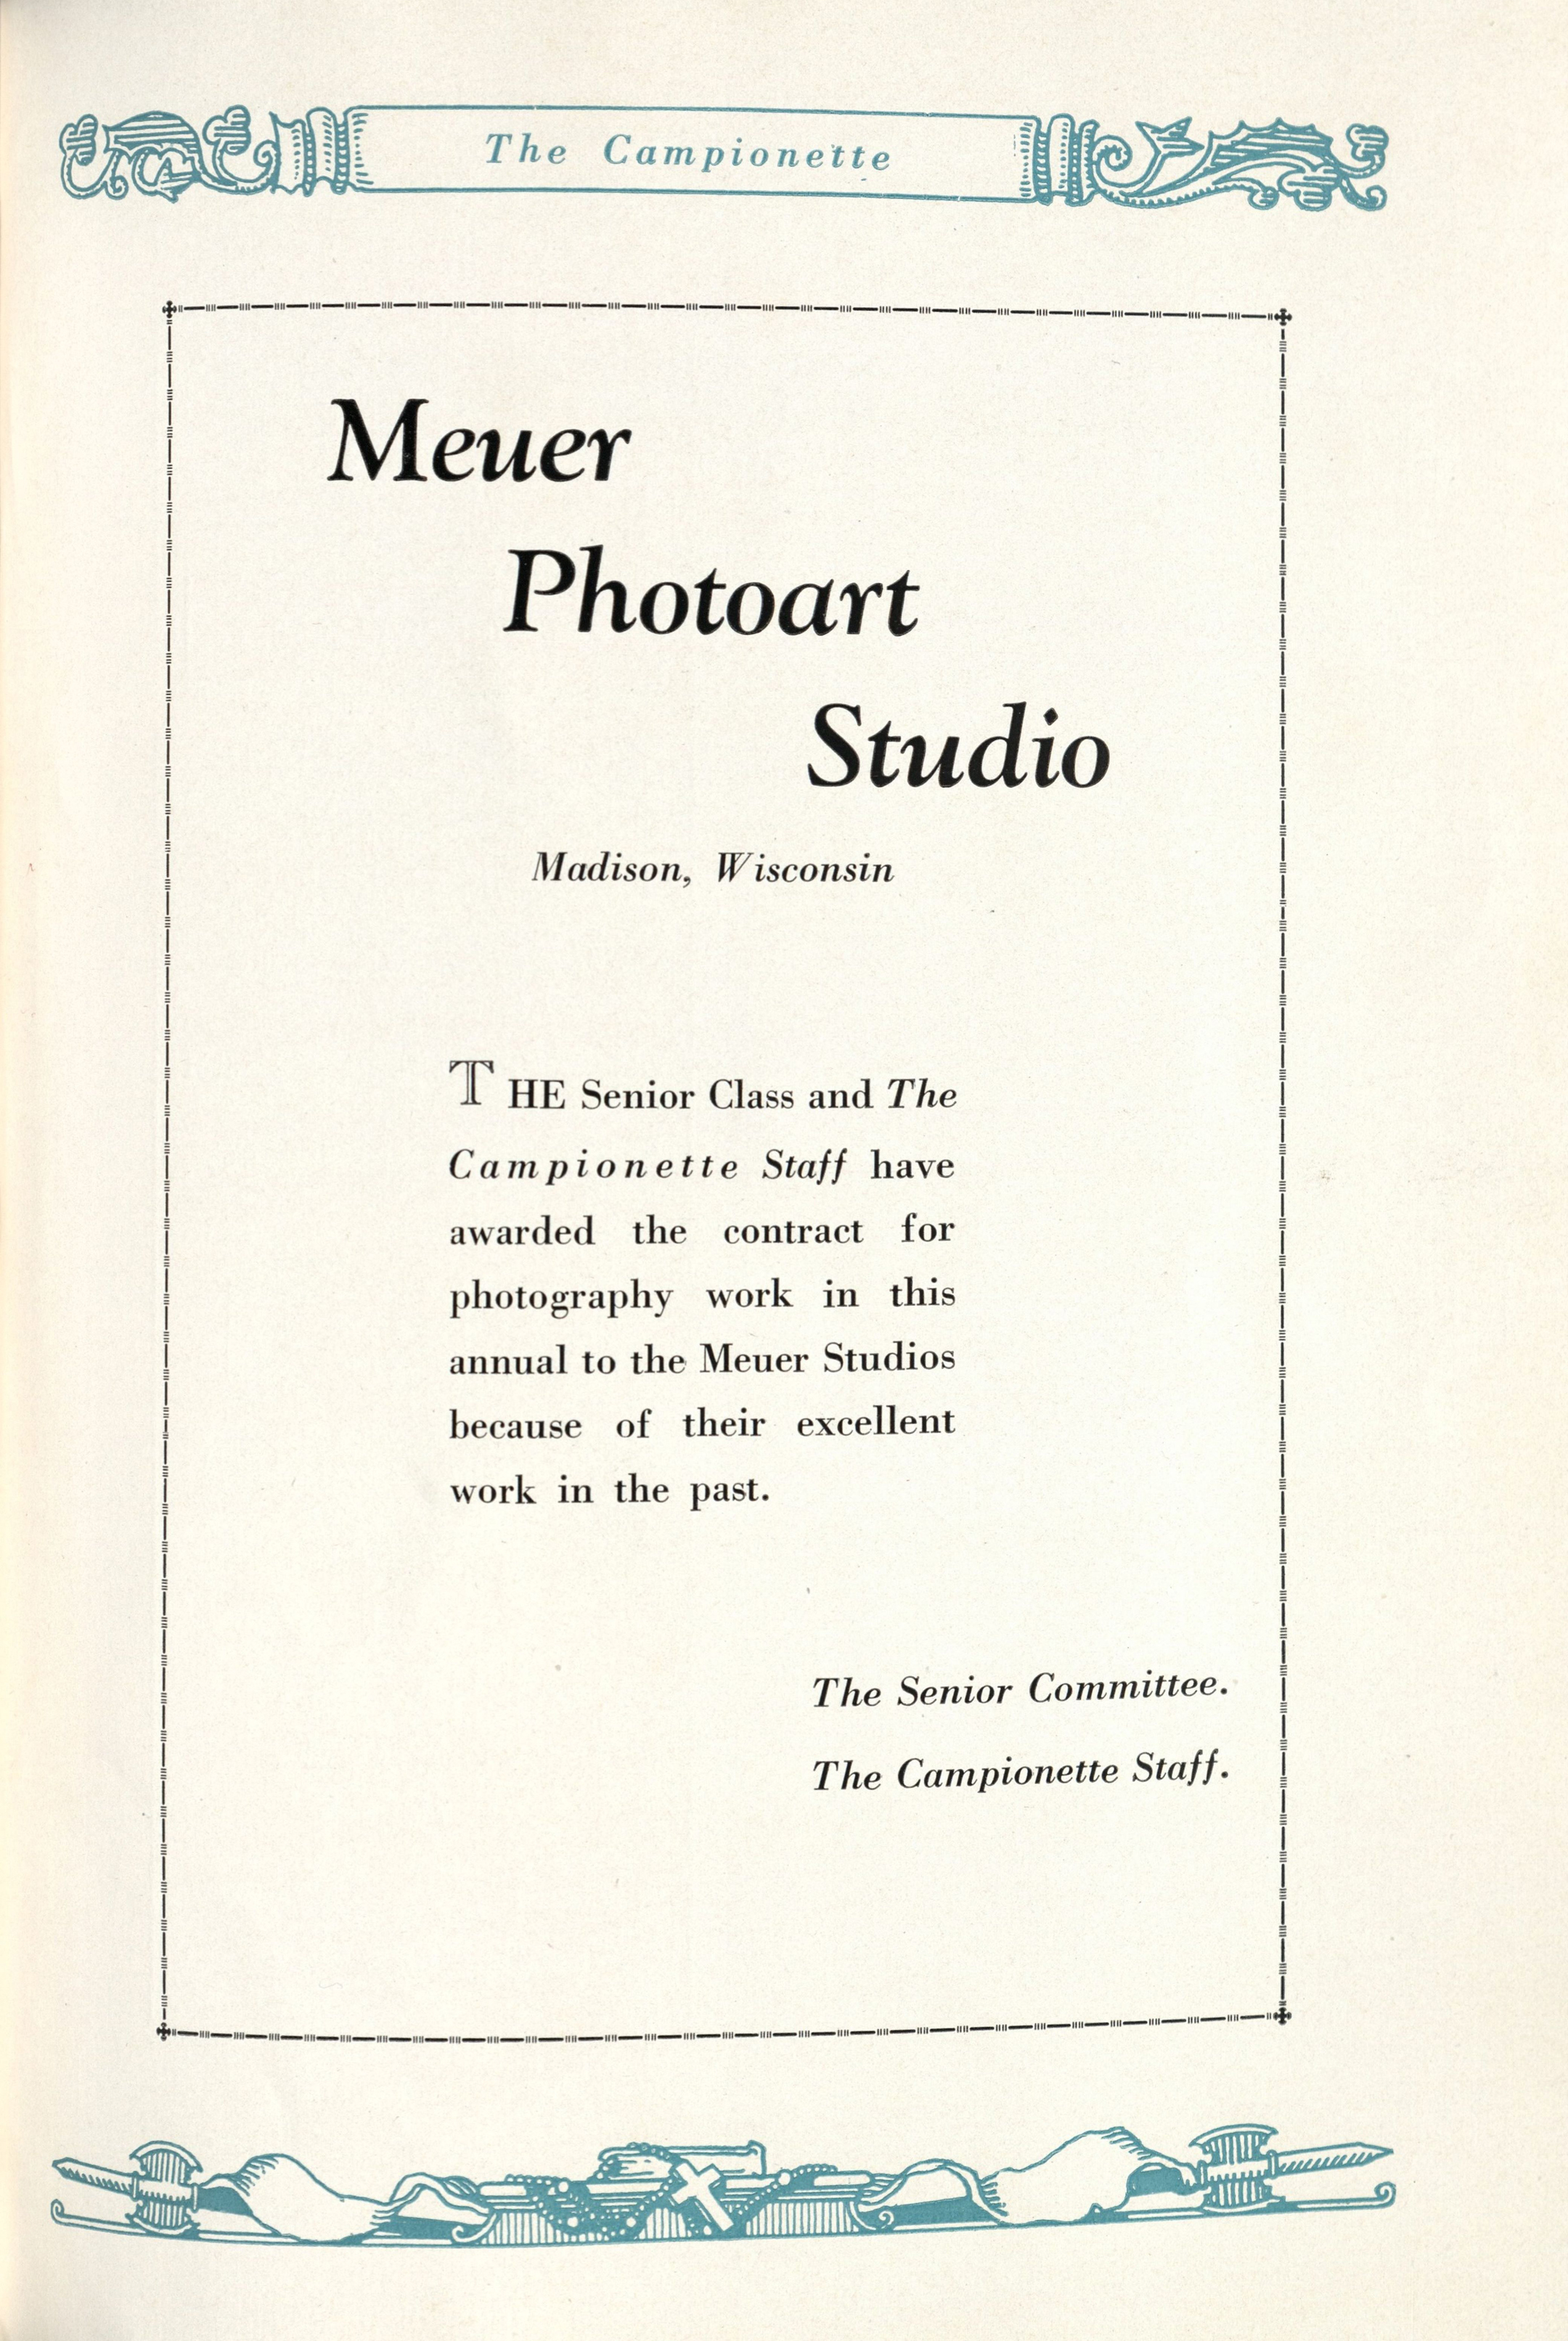 The Campionette
Meuer
Photoart
Studio
Madison, Wisconsin
THE Senior Class and The
Campionette Staff have
awarded the contract for
photography work in this
annual to the Meuer Studios
because of their excellent
work in the past.
The Senior Committee.
The Campionette Staff.